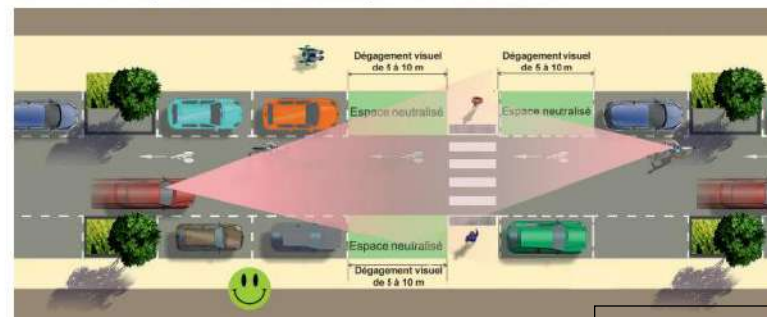 Dégagement visuel
de 5 à 10 m
Dégagement visuel
de 5 à 10 m
Espace neutralisé
Espace neutralisé
Espace neutralisé
Dégagement visuel
de 5 à 10 m